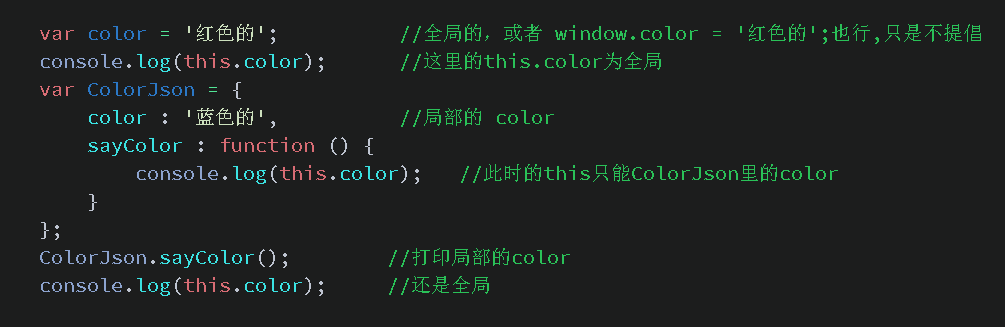 var color = '红色的';          //全局的，或者 window.color = '红色的';也行,只是不提倡
console.log(this.color);      //这里的this.color为全局
var ColorJson = {
    color : '蓝色的',          //局部的 color
    sayColor : function () {
        console.log(this.color);   //此时的this只能ColorJson里的color
    }
};
ColorJson.sayColor();        //打印局部的color
console.log(this.color);     //还是全局